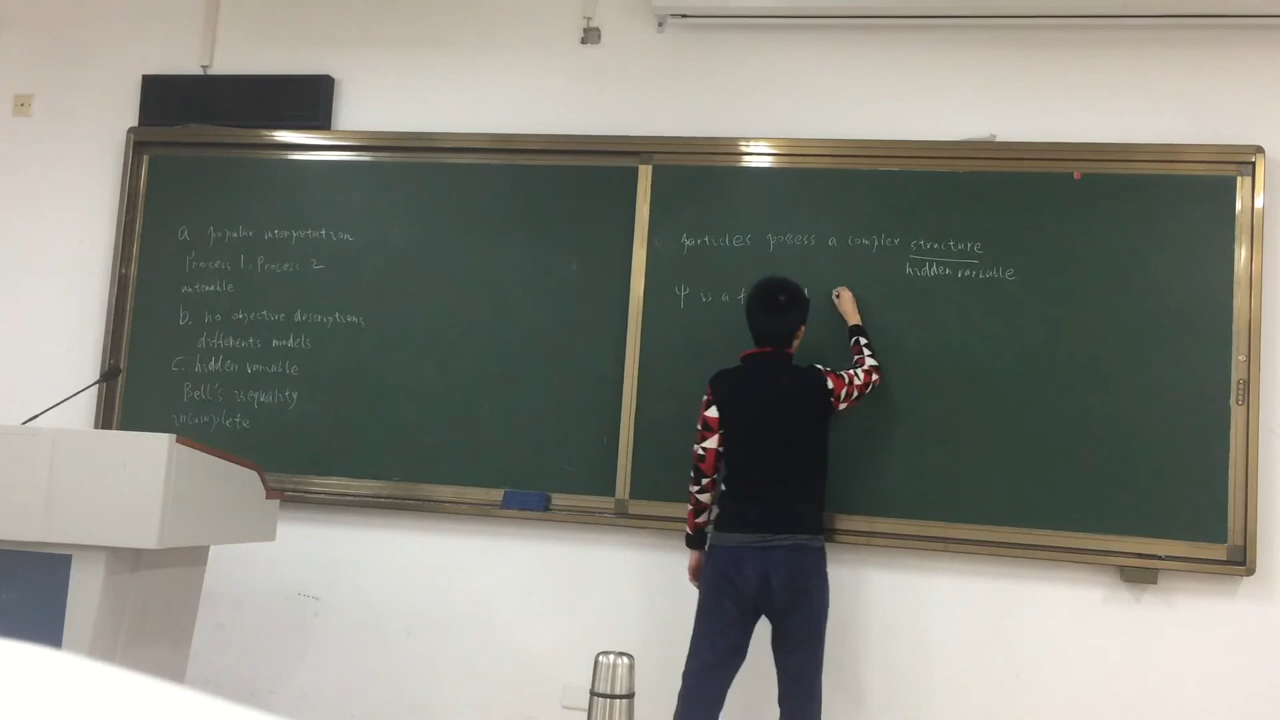 a popular interpretation
Process 1. Process 2
untenable
b. no objective descriptions
differents models
C. hidden variable
Bell's inequality
incomplete
particles possess a complex structure
hidden variable
Ψ is a